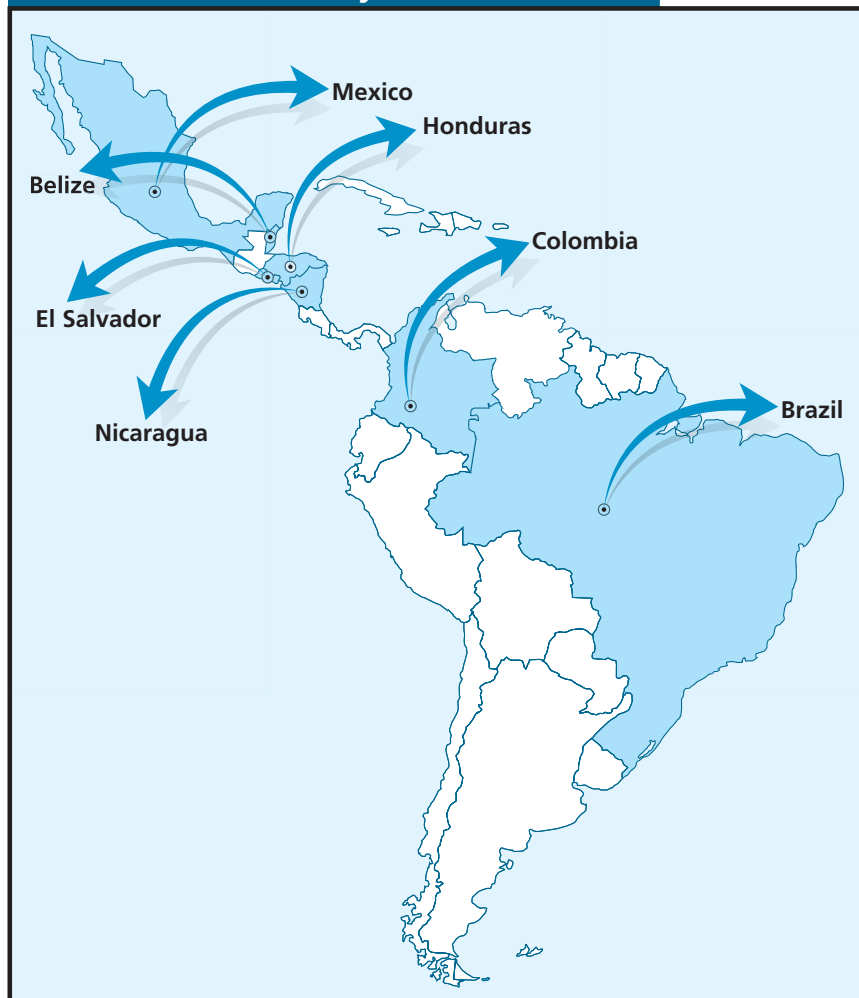 Mexico
Honduras
Belize
Colombia
El Salvador
Brazil
Nicaragua